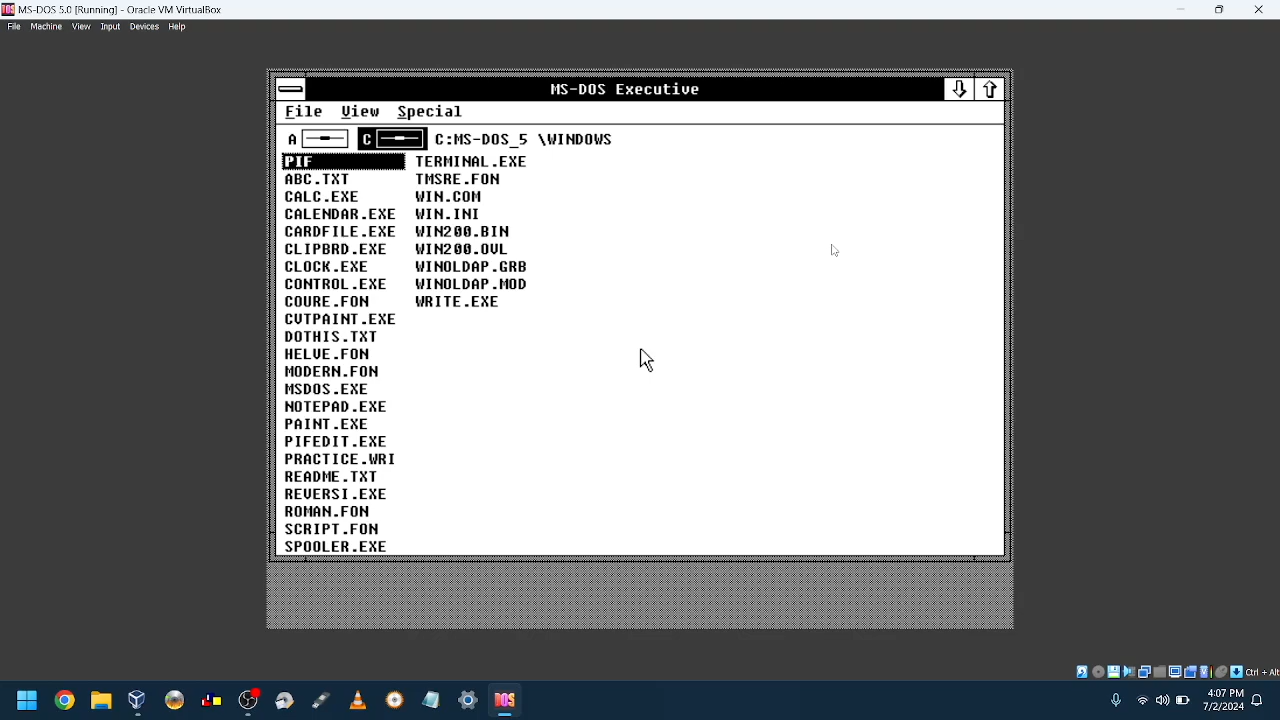 MS-DOS 5.0 [Running] - Oracle VM VirtualBox
File Machine View Input Devices Help
MS-DOS Executive
File View Special
A C C:MS-DOS_5 \WINDOWS
PIF TERMINAL.EXE
ABC.TXT TMSRE.FON
CALC.EXE WIN.COM
CALENDAR.EXE WIN.INI
CARDFILE.EXE WIN200.BIN
CLIPBRD.EXE WIN200.OVL
CLOCK.EXE WINOLDAP.GRB
CONTROL.EXE WINOLDAP.MOD
COURE.FON WRITE.EXE
CVTPAINT.EXE
DOTHIS.TXT
HELVE.FON
MODERN.FON
MSDOS.EXE
NOTEPAD.EXE
PAINT.EXE
PIFEDIT.EXE
PRACTICE.WRI
README.TXT
REVERSI.EXE
ROMAN.FON
SCRIPT.FON
SPOOLER.EXE
Ctrl+Alt
7:02:07 PM